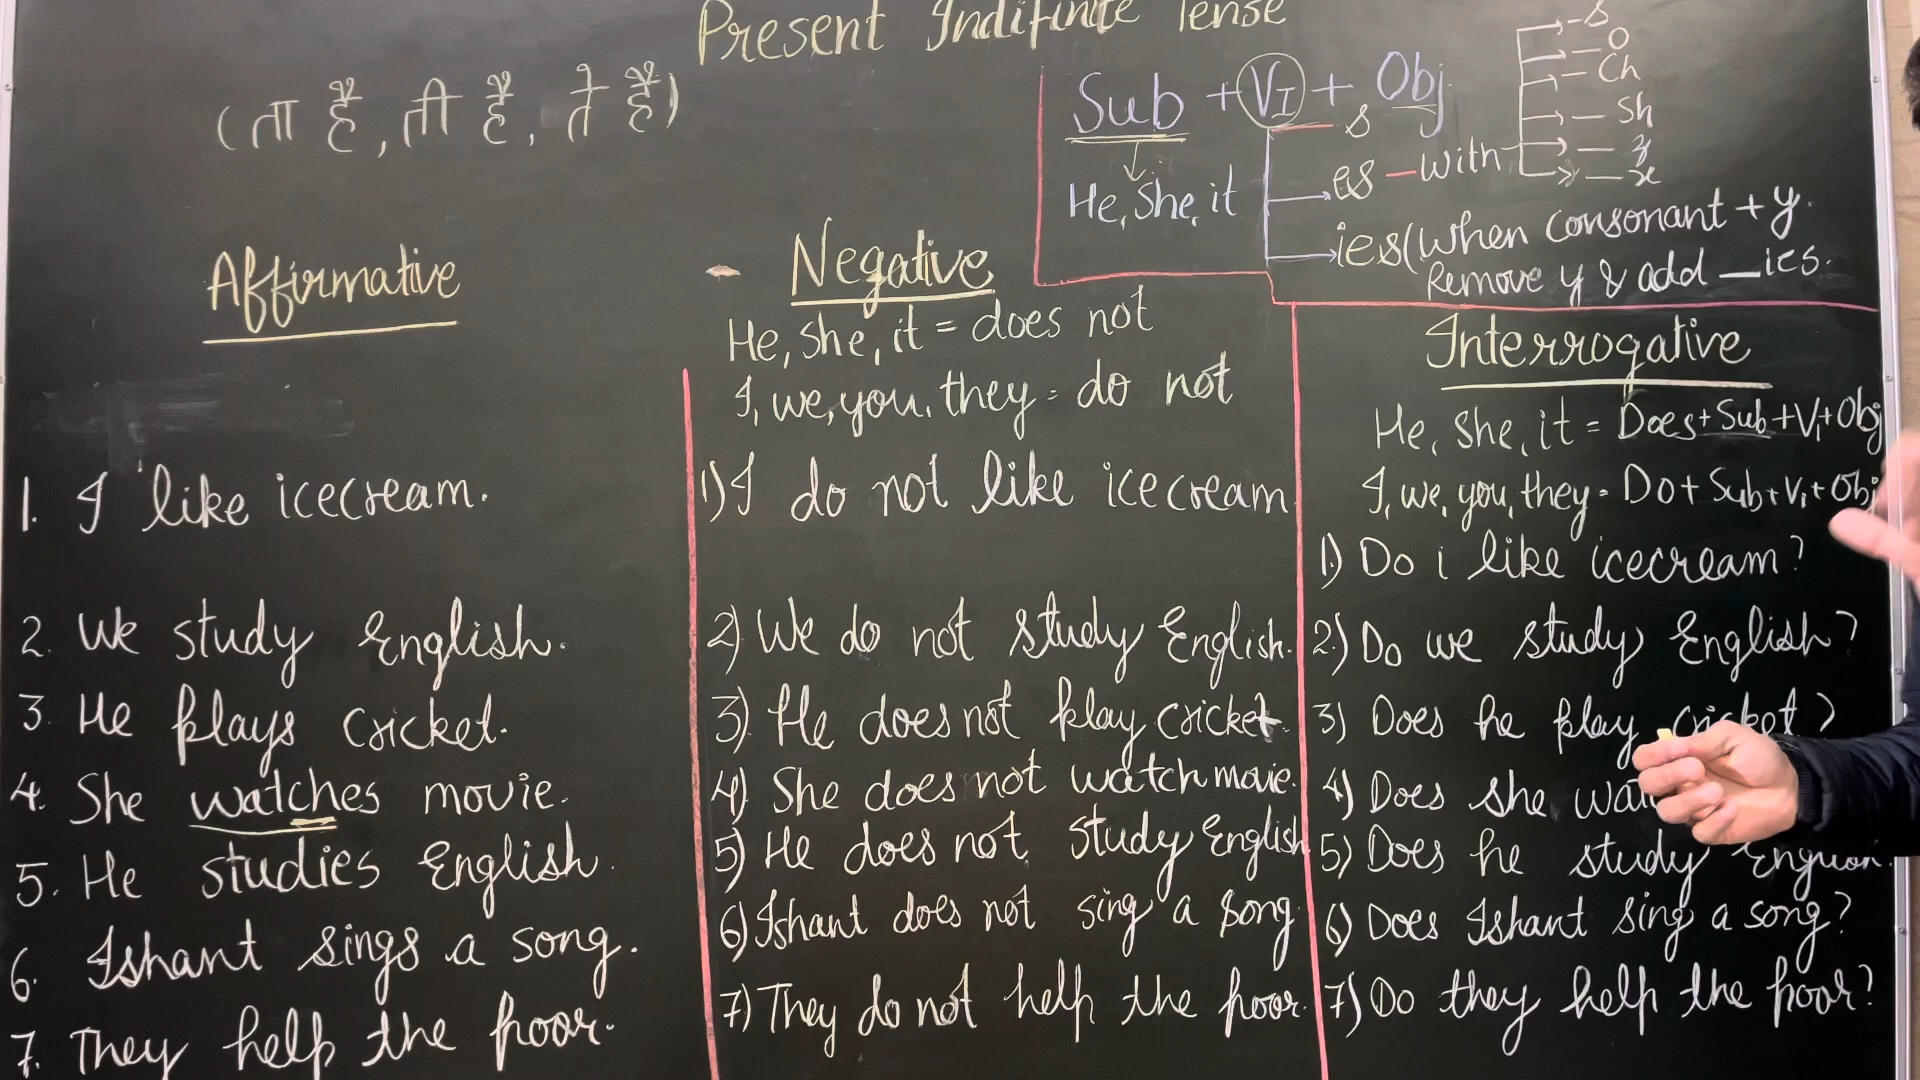 Present Indifinite Tense
(ता है, ती है, ते हैं)
Sub + V1 + Obj
He, She, it
s
es - with
- s
- o
- ch
- sh
- z
- x
ies (When consonant + y.
Remove y & add _ies.
Affirmative
1. I like icecream.
2. We study English.
3. He plays cricket.
4. She watches movie.
5. He studies English.
6. Ishant sings a song.
7. They help the poor.
Negative
He, She, it = does not
I, we, you, they = do not
1) I do not like icecream
2) We do not study English.
3) He does not play cricket
4) She does not watch movie.
5) He does not study English
6) Ishant does not sing a song
7) They do not help the poor.
Interrogative
He, She, it = Does + Sub + V1 + Obj
I, we, you, they = Do + Sub + V1 + Obj
1) Do i like icecream?
2) Do we study English?
3) Does he play cricket?
4) Does she
5) Does he study
6) Does Ishant sing a song?
7) Do they help the poor?